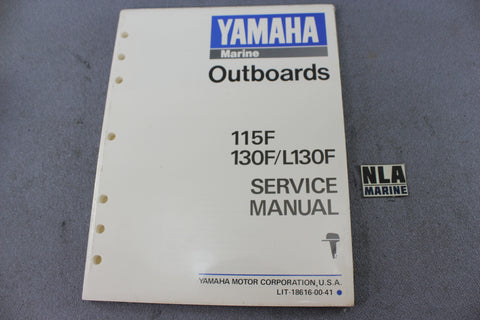 YAMAHA
Marine
Outboards
115F
130F/L130F
SERVICE
MANUAL
YAMAHA MOTOR CORPORATION, U.S.A.
LIT-18616-00-41
NLA
MARINE